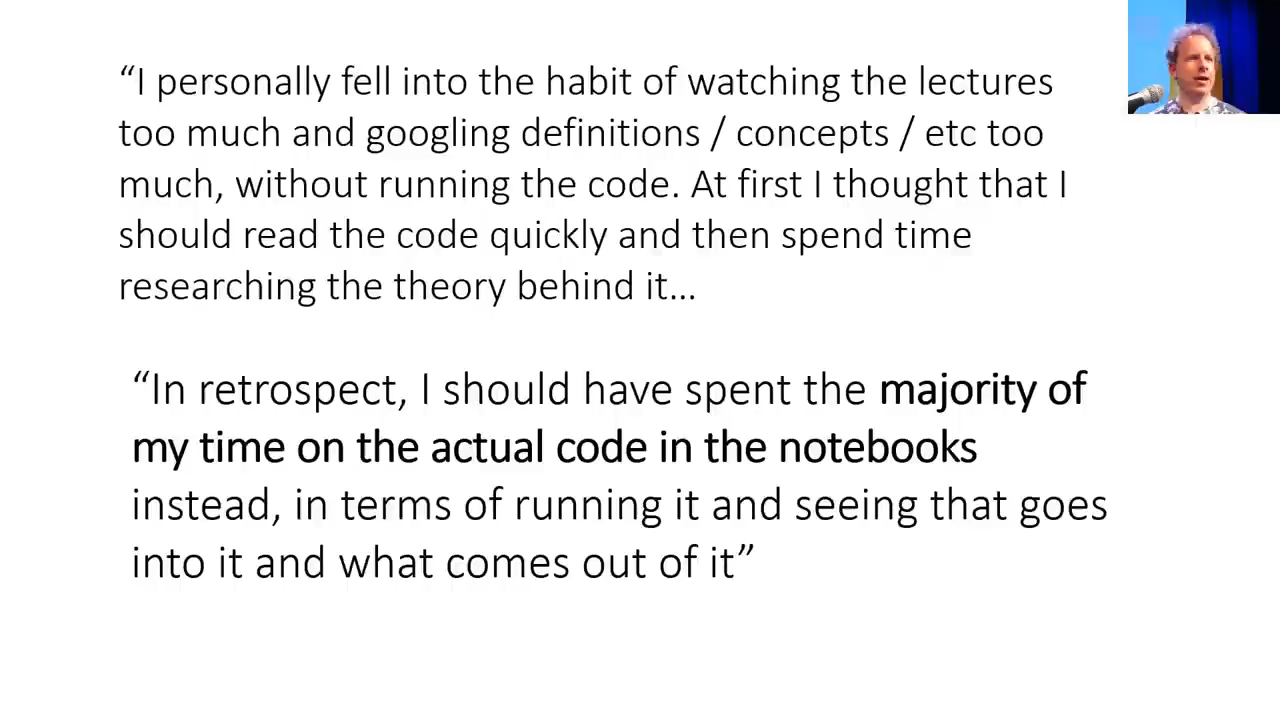 “I personally fell into the habit of watching the lectures
too much and googling definitions / concepts / etc too
much, without running the code. At first I thought that I
should read the code quickly and then spend time
researching the theory behind it…
“In retrospect, I should have spent the majority of
my time on the actual code in the notebooks
instead, in terms of running it and seeing that goes
into it and what comes out of it”